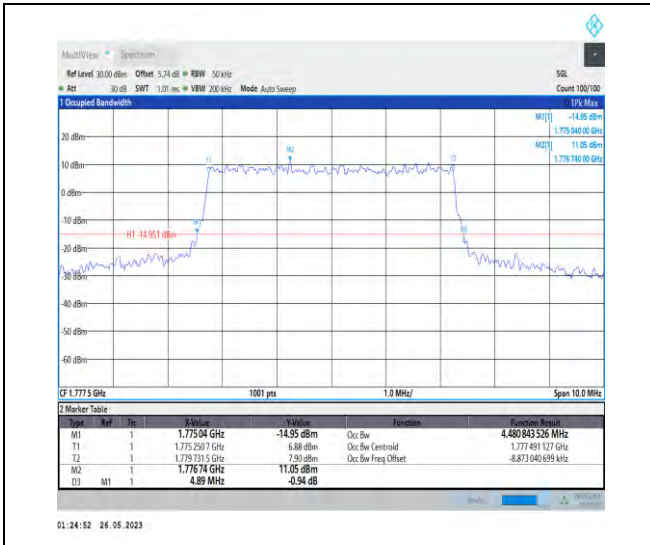 MultiView Spectrum
Ref Level 30.00 dBm Offset 5.74 dB RBW 50 kHz SGL
Att 30 dB SWT 1.01 ms VBW 200 kHz Mode Auto Sweep Count 100/100
1 Occupied Bandwidth 1Pk Max
M1[1] -14.95 dBm
1.775 040 00 GHz
M2[1] 11.05 dBm
1.776 740 00 GHz
20 dBm
M2
T1 T2
10 dBm
0 dBm
-10 dBm
M1
H1 -14.951 dBm
D3
-20 dBm
-30 dBm
-40 dBm
-50 dBm
-60 dBm
CF 1.777 5 GHz 1001 pts 1.0 MHz/ Span 10.0 MHz
2 Marker Table
Type Ref Trc X-Value Y-Value Function Function Result
M1 1 1.775 04 GHz -14.95 dBm Occ Bw 4.480 843 526 MHz
T1 1 1.775 250 7 GHz 6.88 dBm Occ Bw Centroid 1.777 491 127 GHz
T2 1 1.779 731 5 GHz 7.90 dBm Occ Bw Freq Offset -8.873 040 699 kHz
M2 1 1.776 74 GHz 11.05 dBm
D3 M1 1 4.89 MHz -0.94 dB
01:24:52 26.05.2023